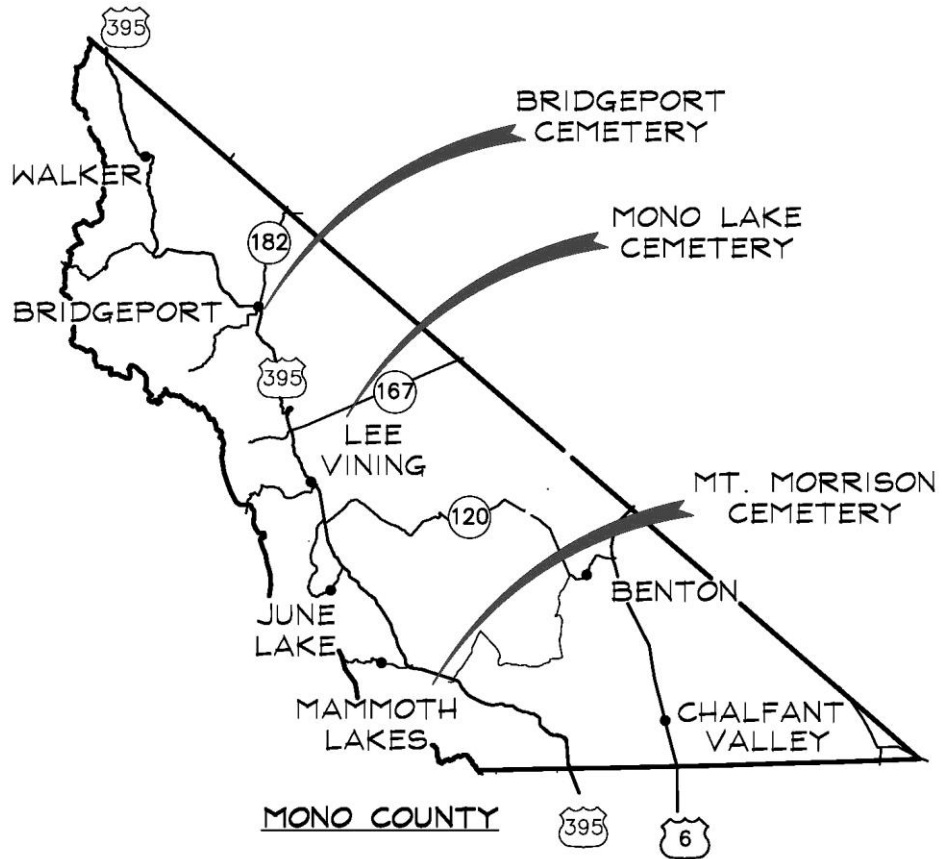 395
BRIDGEPORT
CEMETERY
WALKER
MONO LAKE
CEMETERY
182
BRIDGEPORT
395
167
LEE
VINING
MT. MORRISON
CEMETERY
120
BENTON
JUNE
LAKE
MAMMOTH
LAKES
CHALFANT
VALLEY
MONO COUNTY
395
6